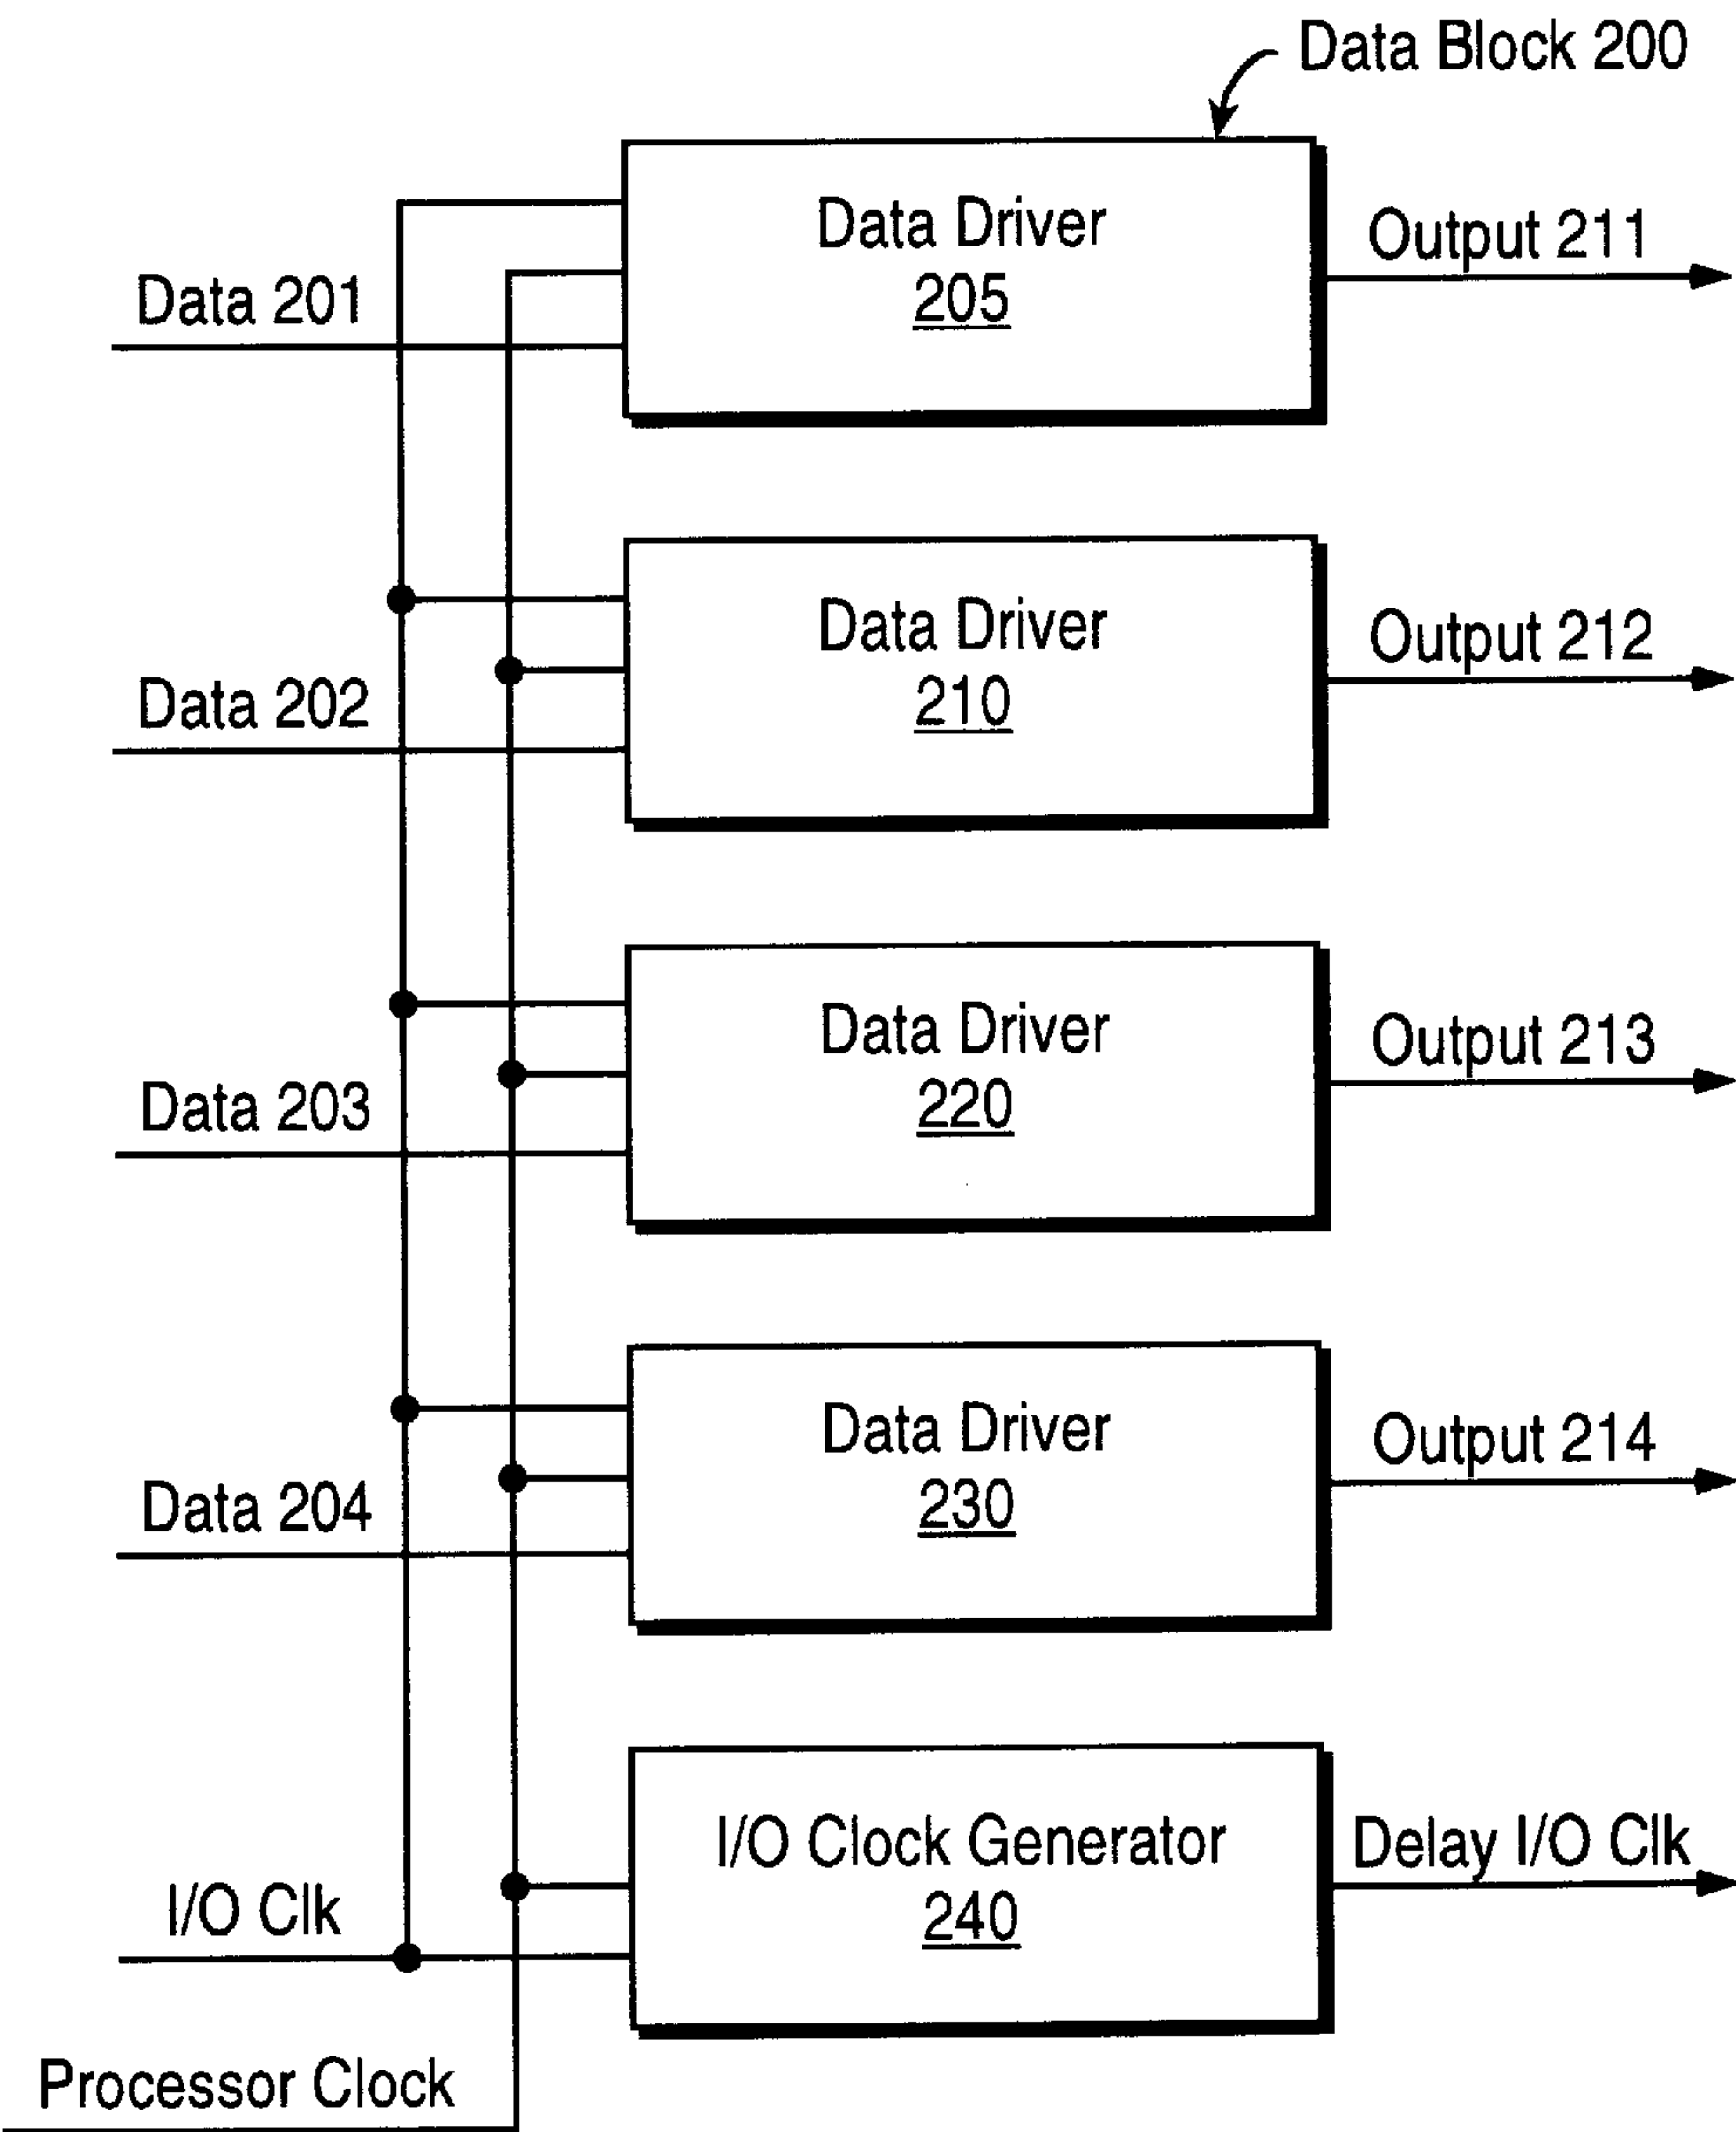 Data Block 200
Data Driver
205
Output 211
Data 201
Data Driver
210
Output 212
Data 202
Data Driver
220
Output 213
Data 203
Data Driver
230
Output 214
Data 204
I/O Clock Generator
240
Delay I/O Clk
I/O Clk
Processor Clock